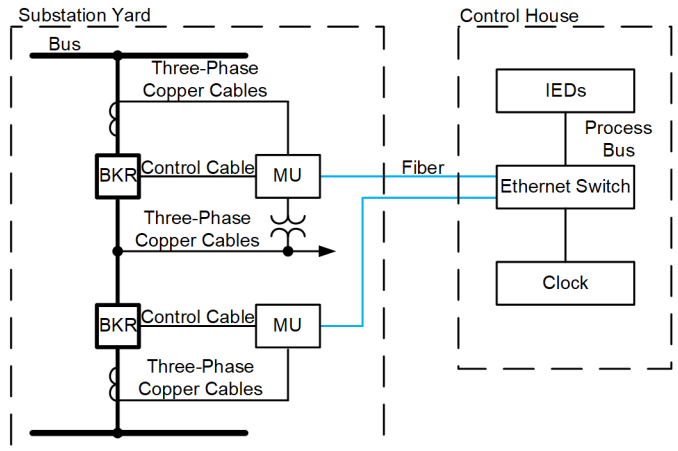 Substation Yard
Control House
Bus
Three-Phase
Copper Cables
IEDs
Process
Bus
BKR
Control Cable
MU
Fiber
Ethernet Switch
Three-Phase
Copper Cables
Clock
BKR
Control Cable
MU
Three-Phase
Copper Cables